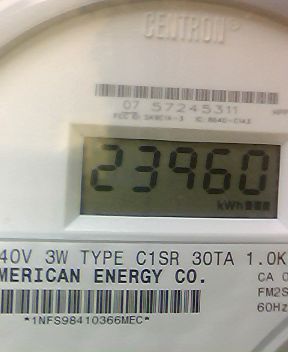 CENTRON®
07 57245311
23960
kWh
40V 3W TYPE C1SR 30TA 1.0K
MERICAN ENERGY CO.
CA 0
FM2S
60Hz
*1NFS98410366MEC*